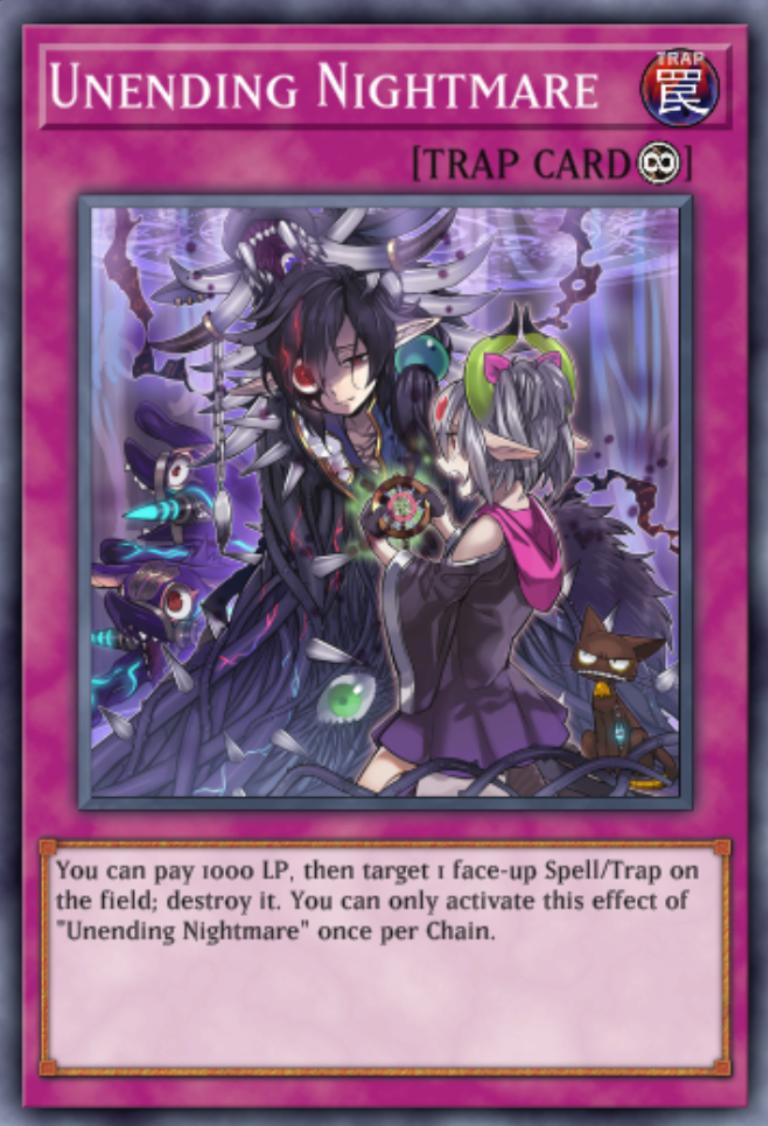 UNENDING NIGHTMARE
TRAP
罠
[TRAP CARD∞]
You can pay 1000 LP, then target 1 face-up Spell/Trap on
the field; destroy it. You can only activate this effect of
"Unending Nightmare" once per Chain.